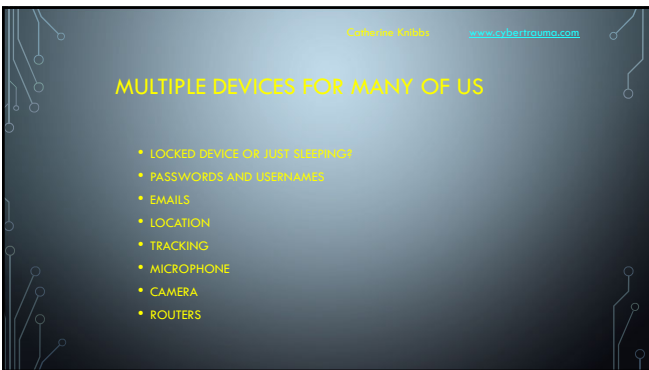 Catherine Knibbs www.cybertrauma.com
MULTIPLE DEVICES FOR MANY OF US
• LOCKED DEVICE OR JUST SLEEPING?
• PASSWORDS AND USERNAMES
• EMAILS
• LOCATION
• TRACKING
• MICROPHONE
• CAMERA
• ROUTERS